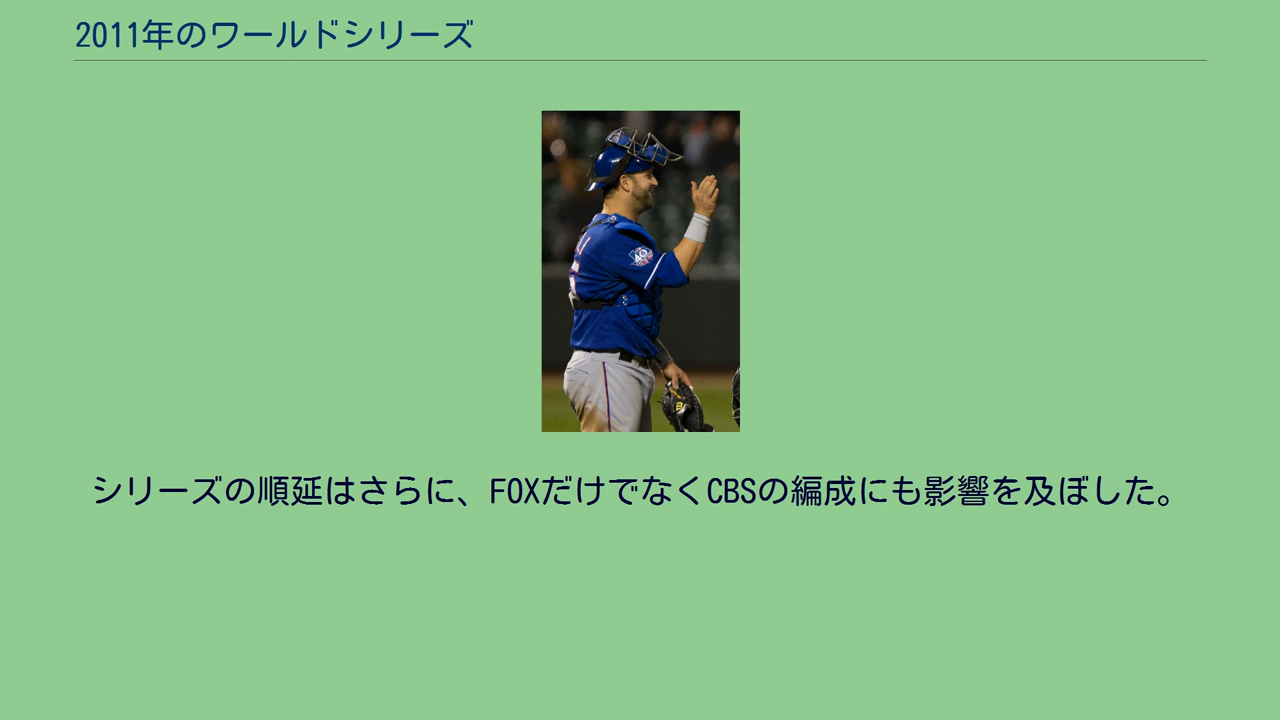 2011年のワールドシリーズ
シリーズの順延はさらに、FOXだけでなくCBSの編成にも影響を及ぼした。